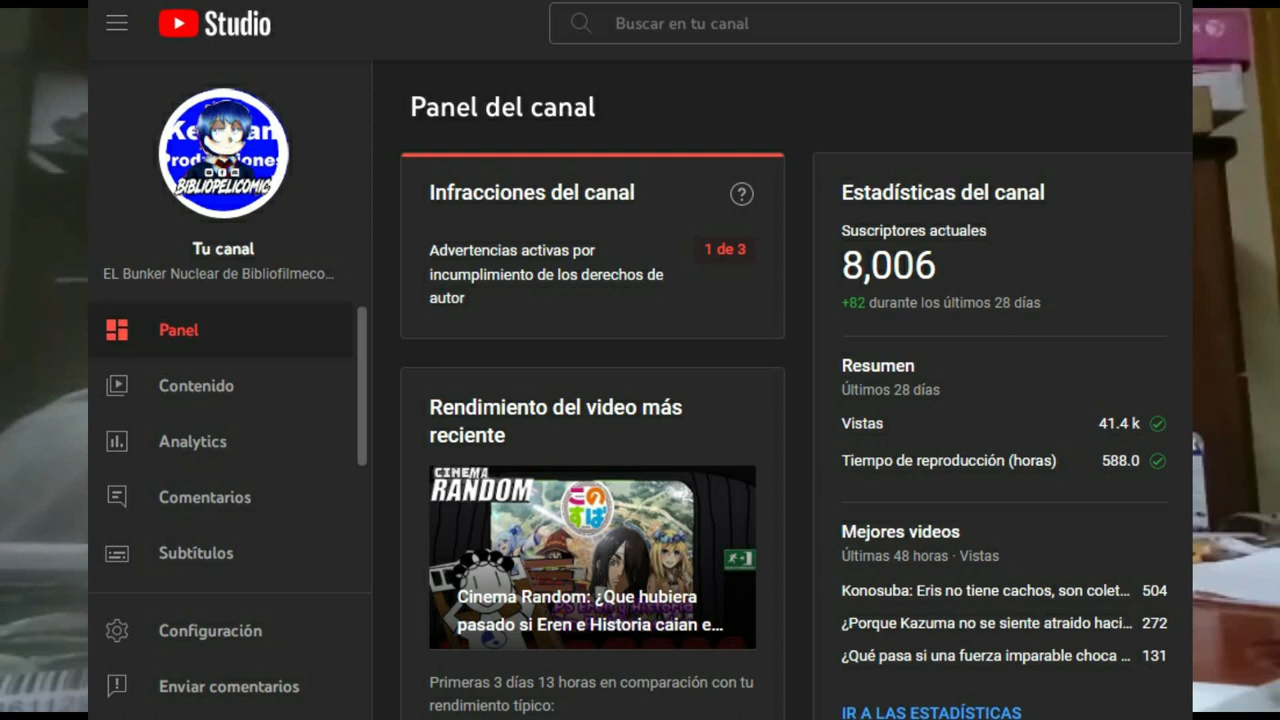 Studio
Buscar en tu canal
BIBLIOPELICOMIC
Tu canal
EL Bunker Nuclear de Bibliofilmeco...
Panel
Contenido
Analytics
Comentarios
Subtítulos
Configuración
Enviar comentarios
Panel del canal
Infracciones del canal
?
Advertencias activas por
incumplimiento de los derechos de
autor
1 de 3
Rendimiento del video más
reciente
CINEMA
RANDOM
このすば
Cinema Random: ¿Que hubiera
pasado si Eren e Historia caian e...
Primeras 3 días 13 horas en comparación con tu
rendimiento típico:
Estadísticas del canal
Suscriptores actuales
8,006
+82 durante los últimos 28 días
Resumen
Últimos 28 días
Vistas 41.4 k
Tiempo de reproducción (horas) 588.0
Mejores videos
Últimas 48 horas · Vistas
Konosuba: Eris no tiene cachos, son colet... 504
¿Porque Kazuma no se siente atraido haci... 272
¿Qué pasa si una fuerza imparable choca ... 131
IR A LAS ESTADÍSTICAS